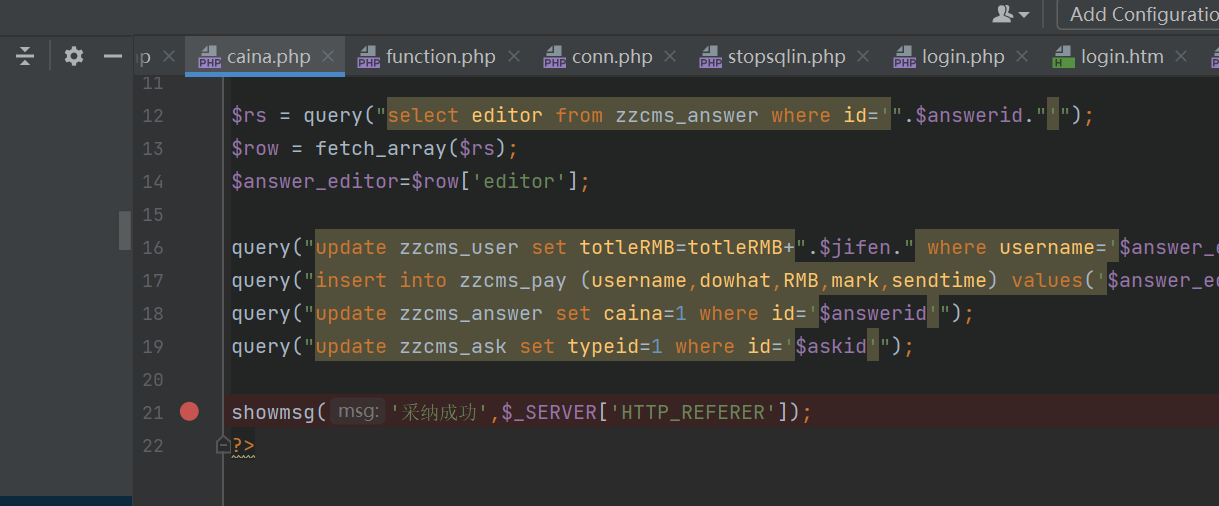 Add Configuratio
p
caina.php
function.php
conn.php
stopsqlin.php
login.php
login.htm
11
12 $rs = query("select editor from zzcms_answer where id='".$answerid."'");
13 $row = fetch_array($rs);
14 $answer_editor=$row['editor'];
15
16 query("update zzcms_user set totleRMB=totleRMB+".$jifen." where username='$answer_e
17 query("insert into zzcms_pay (username,dowhat,RMB,mark,sendtime) values('$answer_ed
18 query("update zzcms_answer set caina=1 where id='$answerid'");
19 query("update zzcms_ask set typeid=1 where id='$askid'");
20
21 showmsg( msg: '采纳成功',$_SERVER['HTTP_REFERER']);
22 ?>